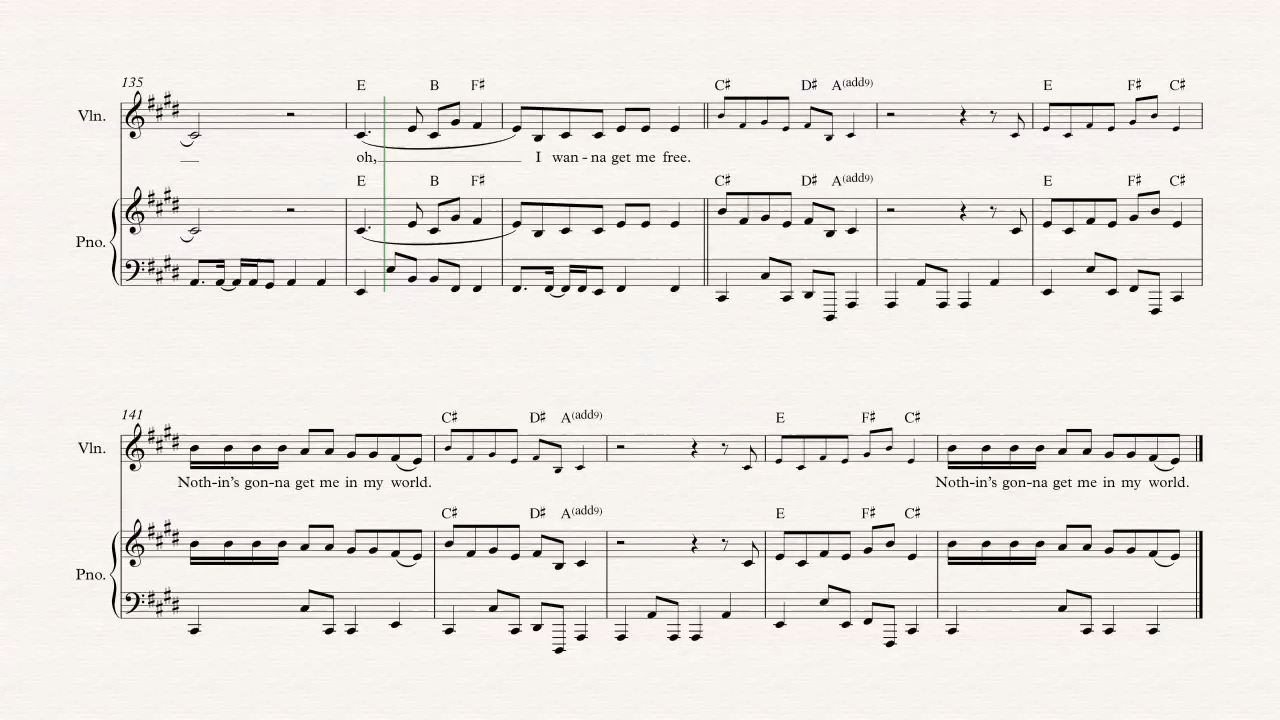 135
E B F♯ C♯ D♯ A(add9) E F♯ C♯
Vln.
oh, I wan - na get me free.
E B F♯ C♯ D♯ A(add9) E F♯ C♯
Pno.
141
C♯ D♯ A(add9) E F♯ C♯
Vln.
Noth-in's gon-na get me in my world. Noth-in's gon-na get me in my world.
C♯ D♯ A(add9) E F♯ C♯
Pno.